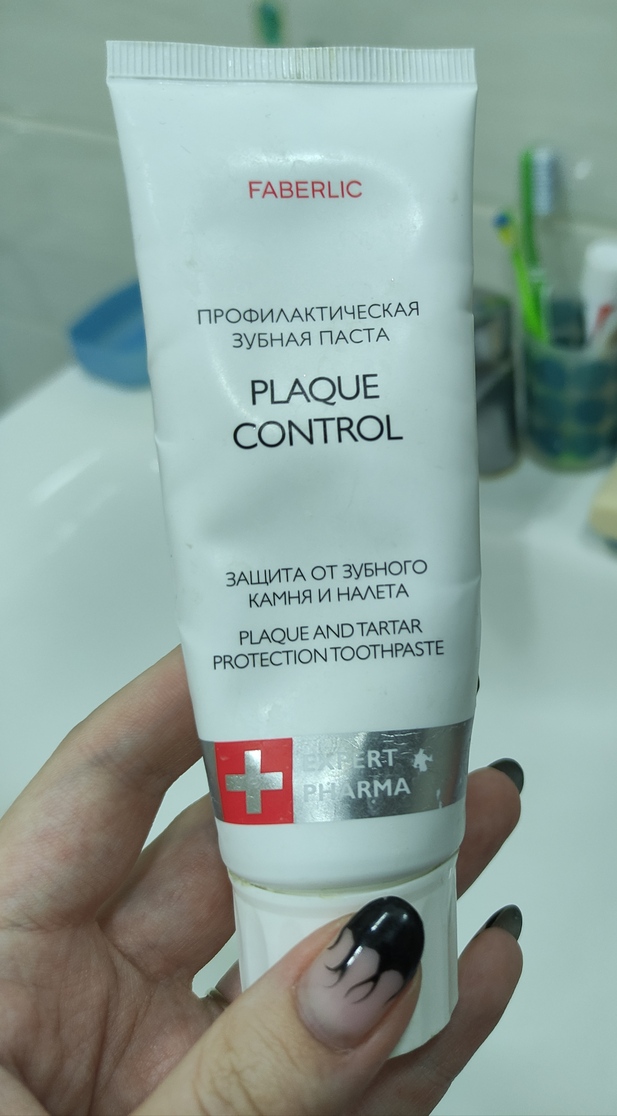 FABERLIC
ПРОФИЛАКТИЧЕСКАЯ
ЗУБНАЯ ПАСТА
PLAQUE
CONTROL
ЗАЩИТА ОТ ЗУБНОГО
КАМНЯ И НАЛЕТА
PLAQUE AND TARTAR
PROTECTION TOOTHPASTE
EXPERT
PHARMA